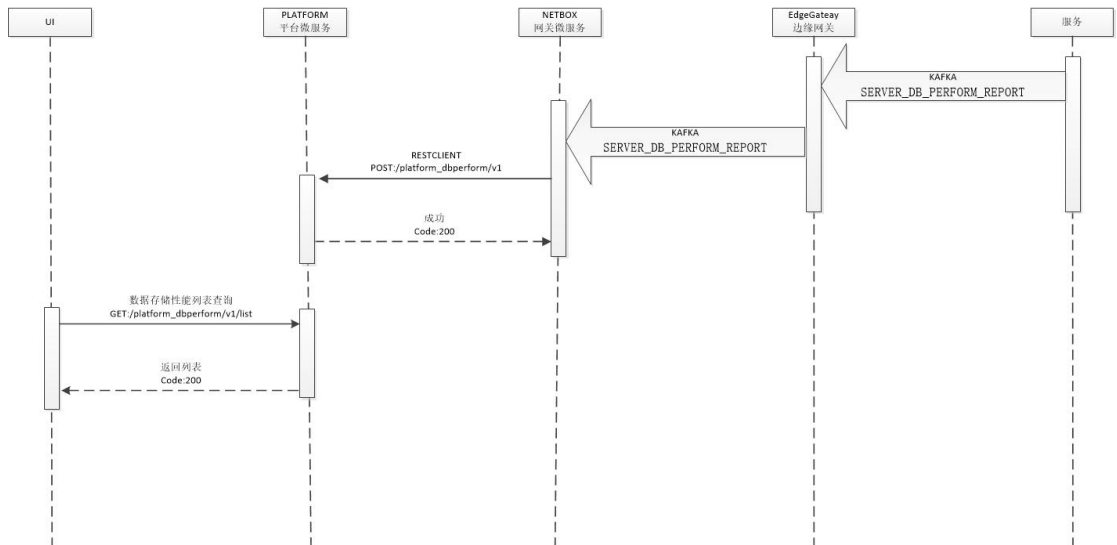 UI
PLATFORM
平台微服务
NETBOX
网关微服务
EdgeGateay
边缘网关
服务
KAFKA
SERVER_DB_PERFORM_REPORT
KAFKA
SERVER_DB_PERFORM_REPORT
RESTCLIENT
POST:/platform_dbperform/v1
成功
Code:200
数据存储性能列表查询
GET:/platform_dbperform/v1/list
返回列表
Code:200